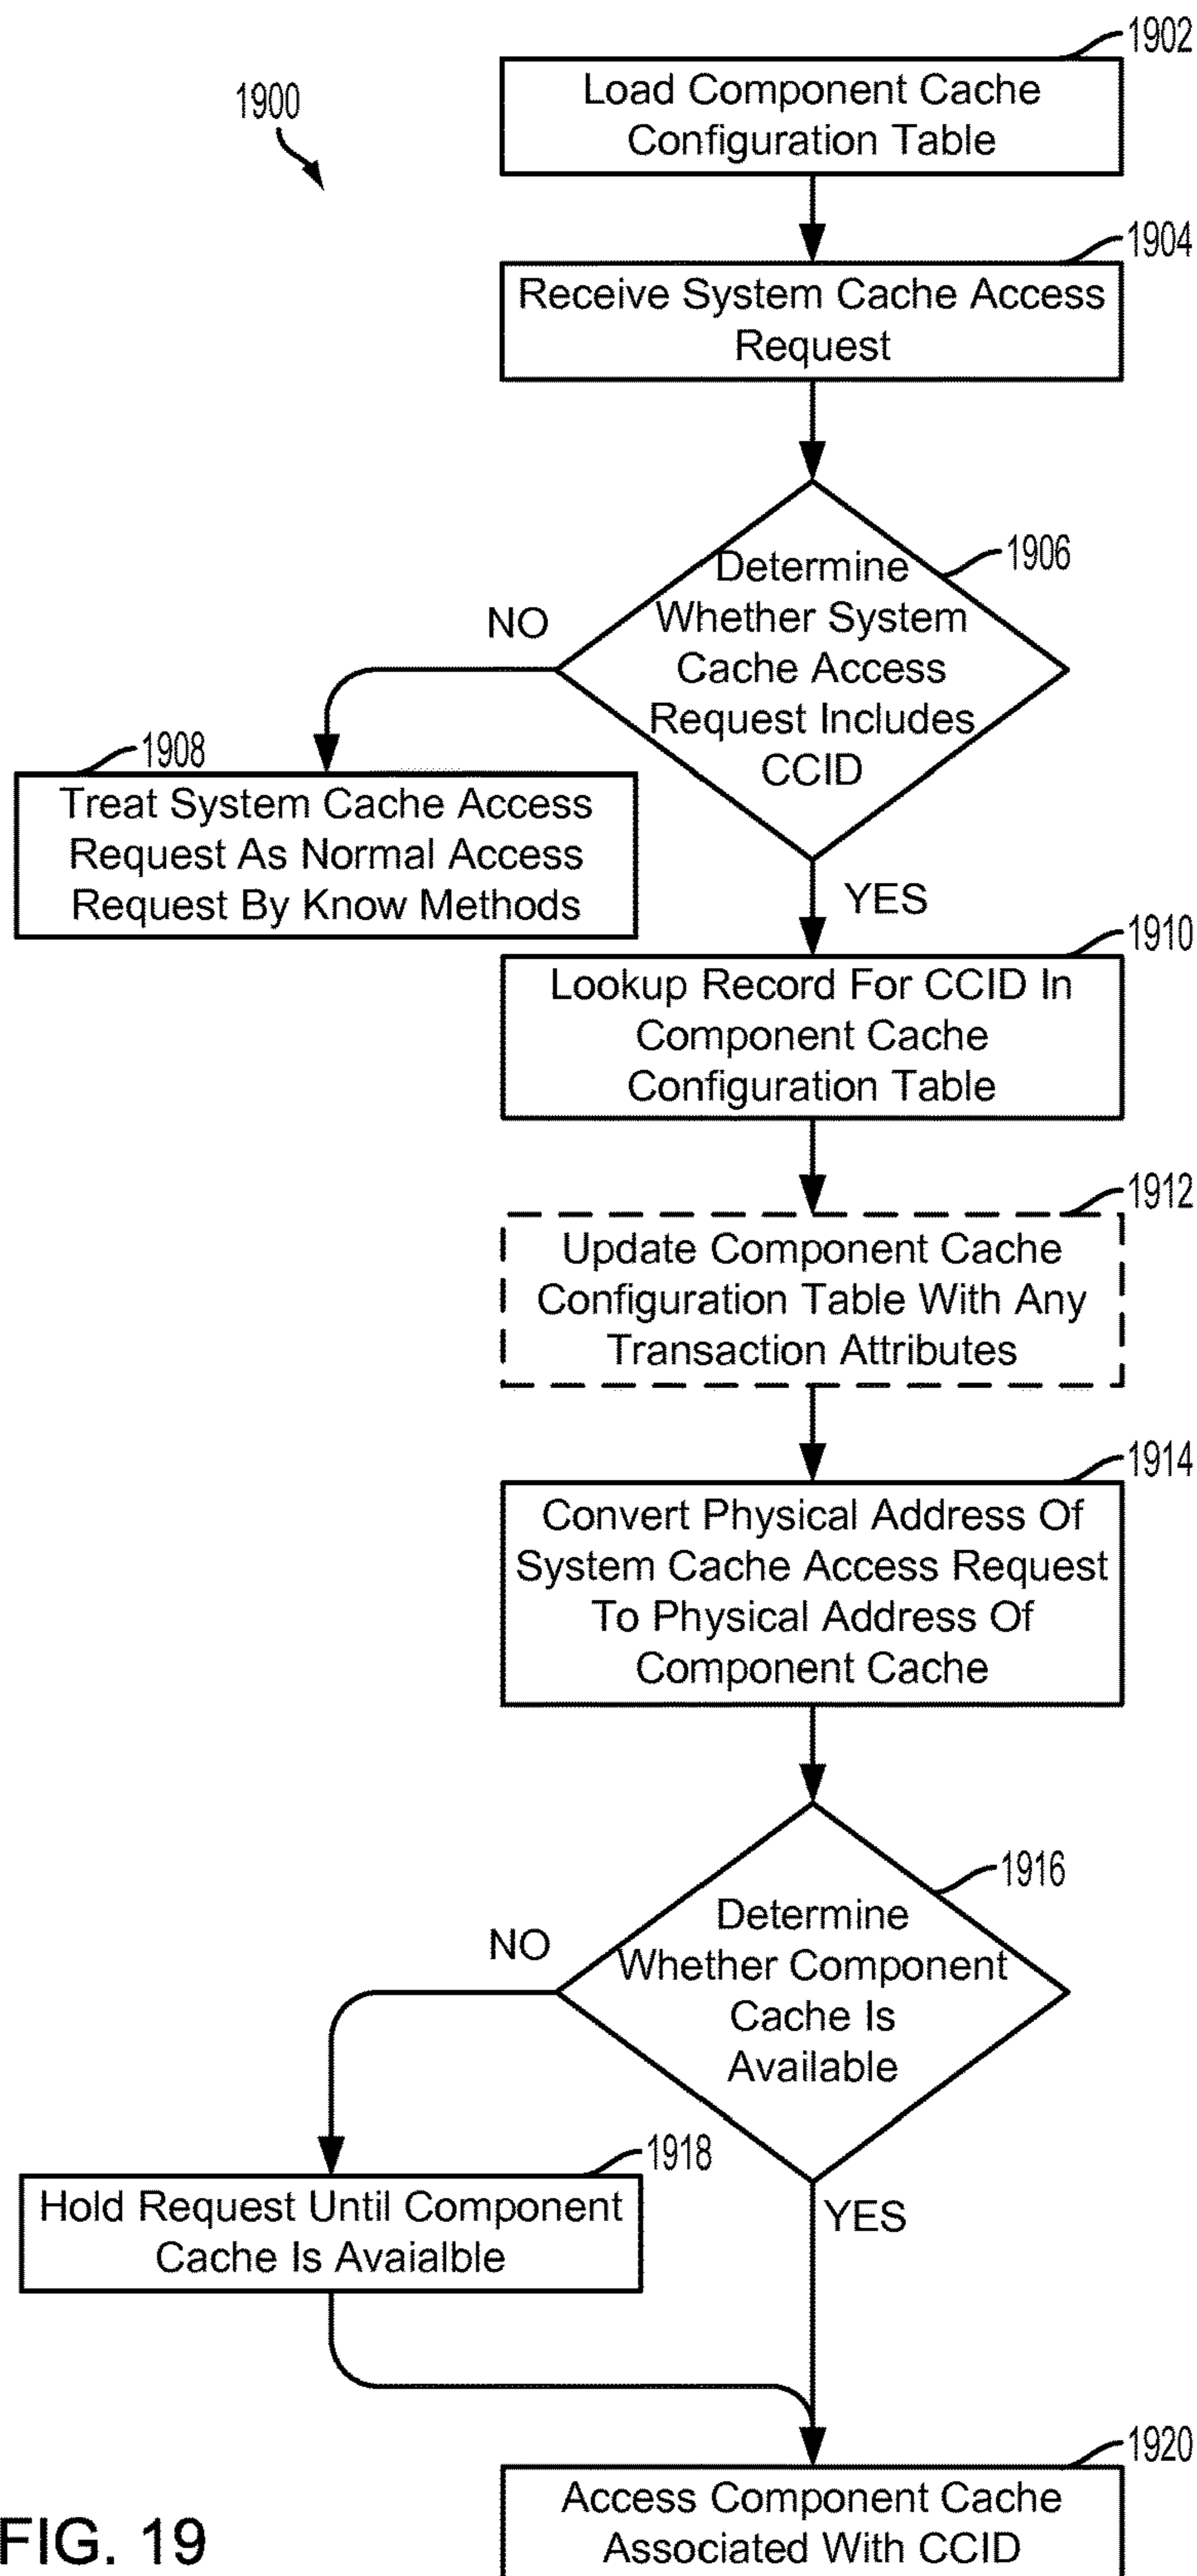 1902
1900
Load Component Cache
Configuration Table
1904
Receive System Cache Access
Request
1906
Determine
Whether System
Cache Access
Request Includes
CCID
NO
1908
Treat System Cache Access
Request As Normal Access
Request By Know Methods
YES
1910
Lookup Record For CCID In
Component Cache
Configuration Table
1912
Update Component Cache
Configuration Table With Any
Transaction Attributes
1914
Convert Physical Address Of
System Cache Access Request
To Physical Address Of
Component Cache
1916
Determine
Whether Component
Cache Is
Available
NO
1918
Hold Request Until Component
Cache Is Avaialble
YES
1920
Access Component Cache
Associated With CCID
FIG. 19